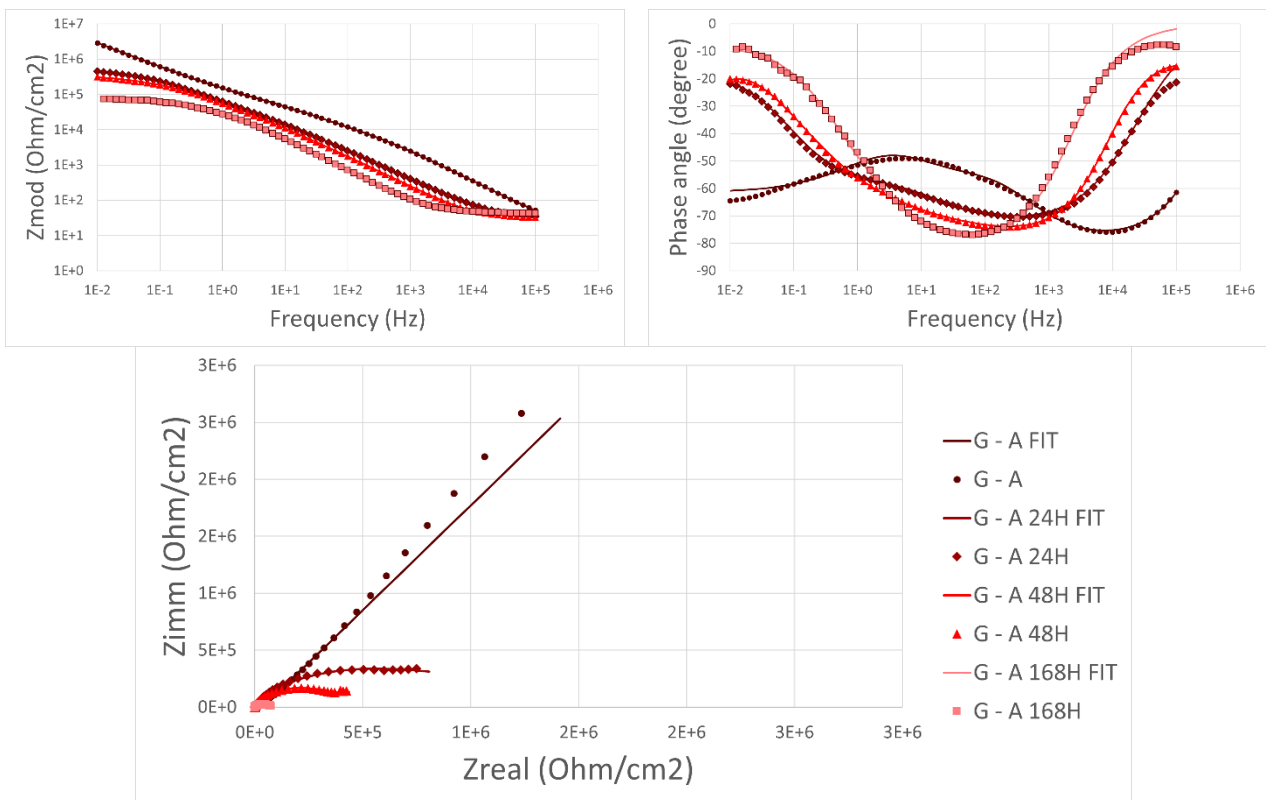 1E+7
1E+6
1E+5
1E+4
1E+3
1E+2
1E+1
1E+0
Zmod (Ohm/cm2)
1E-2 1E-1 1E+0 1E+1 1E+2 1E+3 1E+4 1E+5 1E+6
Frequency (Hz)
0
-10
-20
-30
-40
-50
-60
-70
-80
-90
Phase angle (degree)
1E-2 1E-1 1E+0 1E+1 1E+2 1E+3 1E+4 1E+5 1E+6
Frequency (Hz)
3E+6
3E+6
2E+6
2E+6
1E+6
5E+5
0E+0
Zimm (Ohm/cm2)
0E+0 5E+5 1E+6 2E+6 2E+6 3E+6 3E+6
Zreal (Ohm/cm2)
G - A FIT
G - A
G - A 24H FIT
G - A 24H
G - A 48H FIT
G - A 48H
G - A 168H FIT
G - A 168H